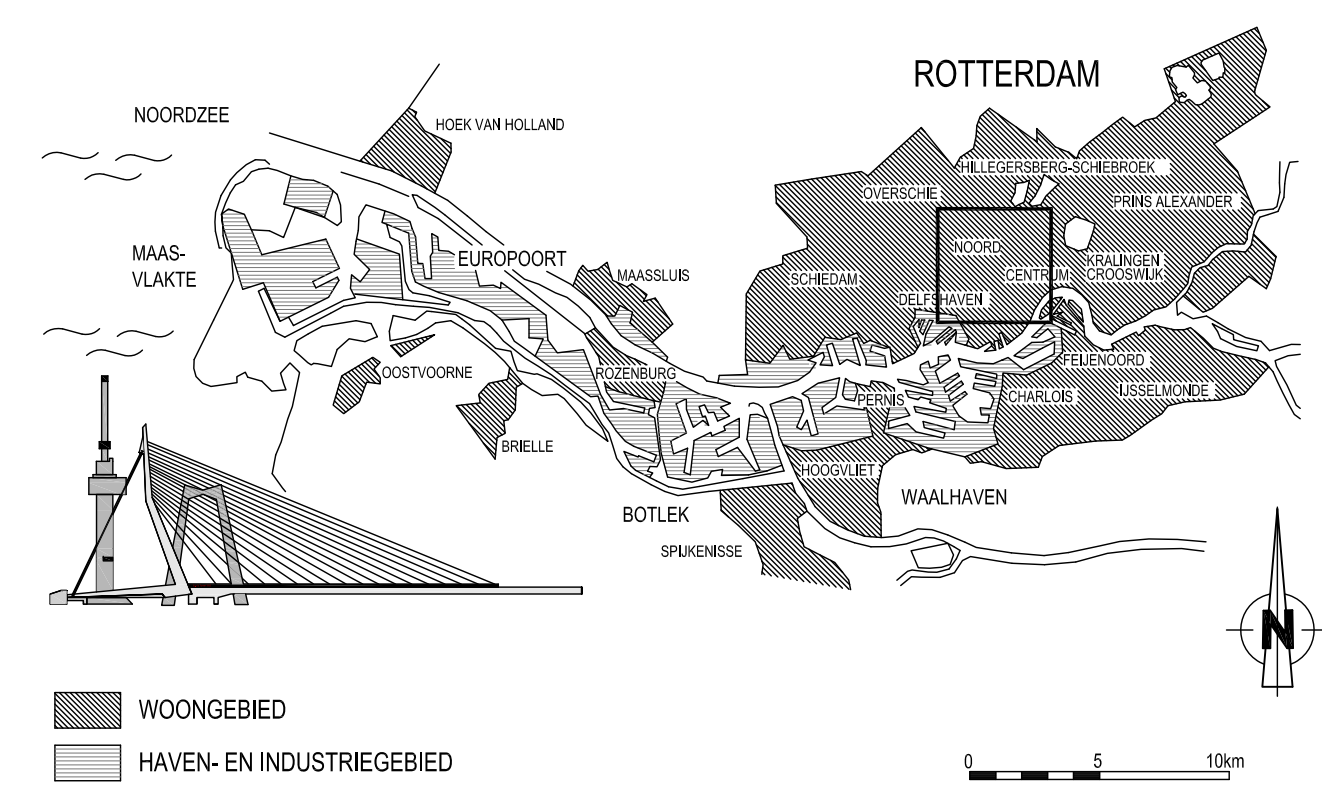 ROTTERDAM
NOORDZEE
HOEK VAN HOLLAND
HILLEGERSBERG-SCHIEBROEK
OVERSCHIE
PRINS ALEXANDER
MAAS-
VLAKTE
EUROPOORT
NOORD
KRALINGEN
CROOSWIJK
MAASSLUIS
SCHIEDAM
CENTRUM
DELFSHAVEN
OOSTVOORNE
ROZENBURG
FEIJENOORD
PERNIS
CHARLOIS
IJSSELMONDE
BRIELLE
HOOGVLIET
WAALHAVEN
BOTLEK
SPIJKENISSE
N
WOONGEBIED
HAVEN- EN INDUSTRIEGEBIED
0 5 10km